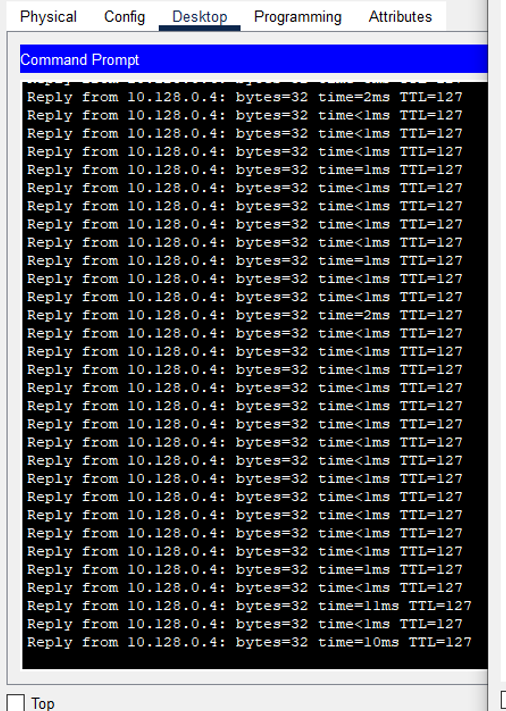 Physical Config Desktop Programming Attributes
Command Prompt
Reply from 10.128.0.4: bytes=32 time=2ms TTL=127
Reply from 10.128.0.4: bytes=32 time<1ms TTL=127
Reply from 10.128.0.4: bytes=32 time<1ms TTL=127
Reply from 10.128.0.4: bytes=32 time<1ms TTL=127
Reply from 10.128.0.4: bytes=32 time=1ms TTL=127
Reply from 10.128.0.4: bytes=32 time<1ms TTL=127
Reply from 10.128.0.4: bytes=32 time<1ms TTL=127
Reply from 10.128.0.4: bytes=32 time<1ms TTL=127
Reply from 10.128.0.4: bytes=32 time<1ms TTL=127
Reply from 10.128.0.4: bytes=32 time=1ms TTL=127
Reply from 10.128.0.4: bytes=32 time<1ms TTL=127
Reply from 10.128.0.4: bytes=32 time<1ms TTL=127
Reply from 10.128.0.4: bytes=32 time=2ms TTL=127
Reply from 10.128.0.4: bytes=32 time<1ms TTL=127
Reply from 10.128.0.4: bytes=32 time<1ms TTL=127
Reply from 10.128.0.4: bytes=32 time<1ms TTL=127
Reply from 10.128.0.4: bytes=32 time<1ms TTL=127
Reply from 10.128.0.4: bytes=32 time<1ms TTL=127
Reply from 10.128.0.4: bytes=32 time<1ms TTL=127
Reply from 10.128.0.4: bytes=32 time<1ms TTL=127
Reply from 10.128.0.4: bytes=32 time<1ms TTL=127
Reply from 10.128.0.4: bytes=32 time<1ms TTL=127
Reply from 10.128.0.4: bytes=32 time<1ms TTL=127
Reply from 10.128.0.4: bytes=32 time<1ms TTL=127
Reply from 10.128.0.4: bytes=32 time<1ms TTL=127
Reply from 10.128.0.4: bytes=32 time<1ms TTL=127
Reply from 10.128.0.4: bytes=32 time=1ms TTL=127
Reply from 10.128.0.4: bytes=32 time<1ms TTL=127
Reply from 10.128.0.4: bytes=32 time=11ms TTL=127
Reply from 10.128.0.4: bytes=32 time<1ms TTL=127
Reply from 10.128.0.4: bytes=32 time=10ms TTL=127
Top